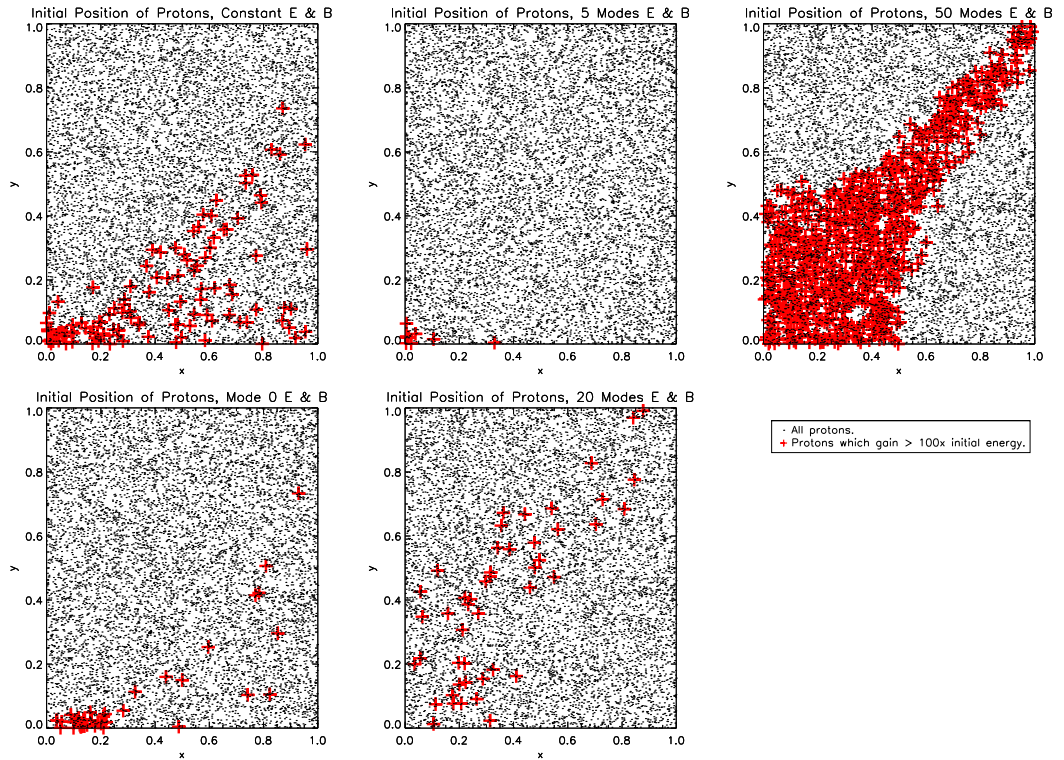 Initial Position of Protons, Constant E & B
1.0
0.8
0.6
y
0.4
0.2
0.0
0.0 0.2 0.4 0.6 0.8 1.0
x
Initial Position of Protons, 5 Modes E & B
1.0
0.8
0.6
y
0.4
0.2
0.0
0.0 0.2 0.4 0.6 0.8 1.0
x
Initial Position of Protons, 50 Modes E & B
1.0
0.8
0.6
y
0.4
0.2
0.0
0.0 0.2 0.4 0.6 0.8 1.0
x
Initial Position of Protons, Mode 0 E & B
1.0
0.8
0.6
y
0.4
0.2
0.0
0.0 0.2 0.4 0.6 0.8 1.0
x
Initial Position of Protons, 20 Modes E & B
1.0
0.8
0.6
y
0.4
0.2
0.0
0.0 0.2 0.4 0.6 0.8 1.0
x
All protons.
Protons which gain > 100x initial energy.